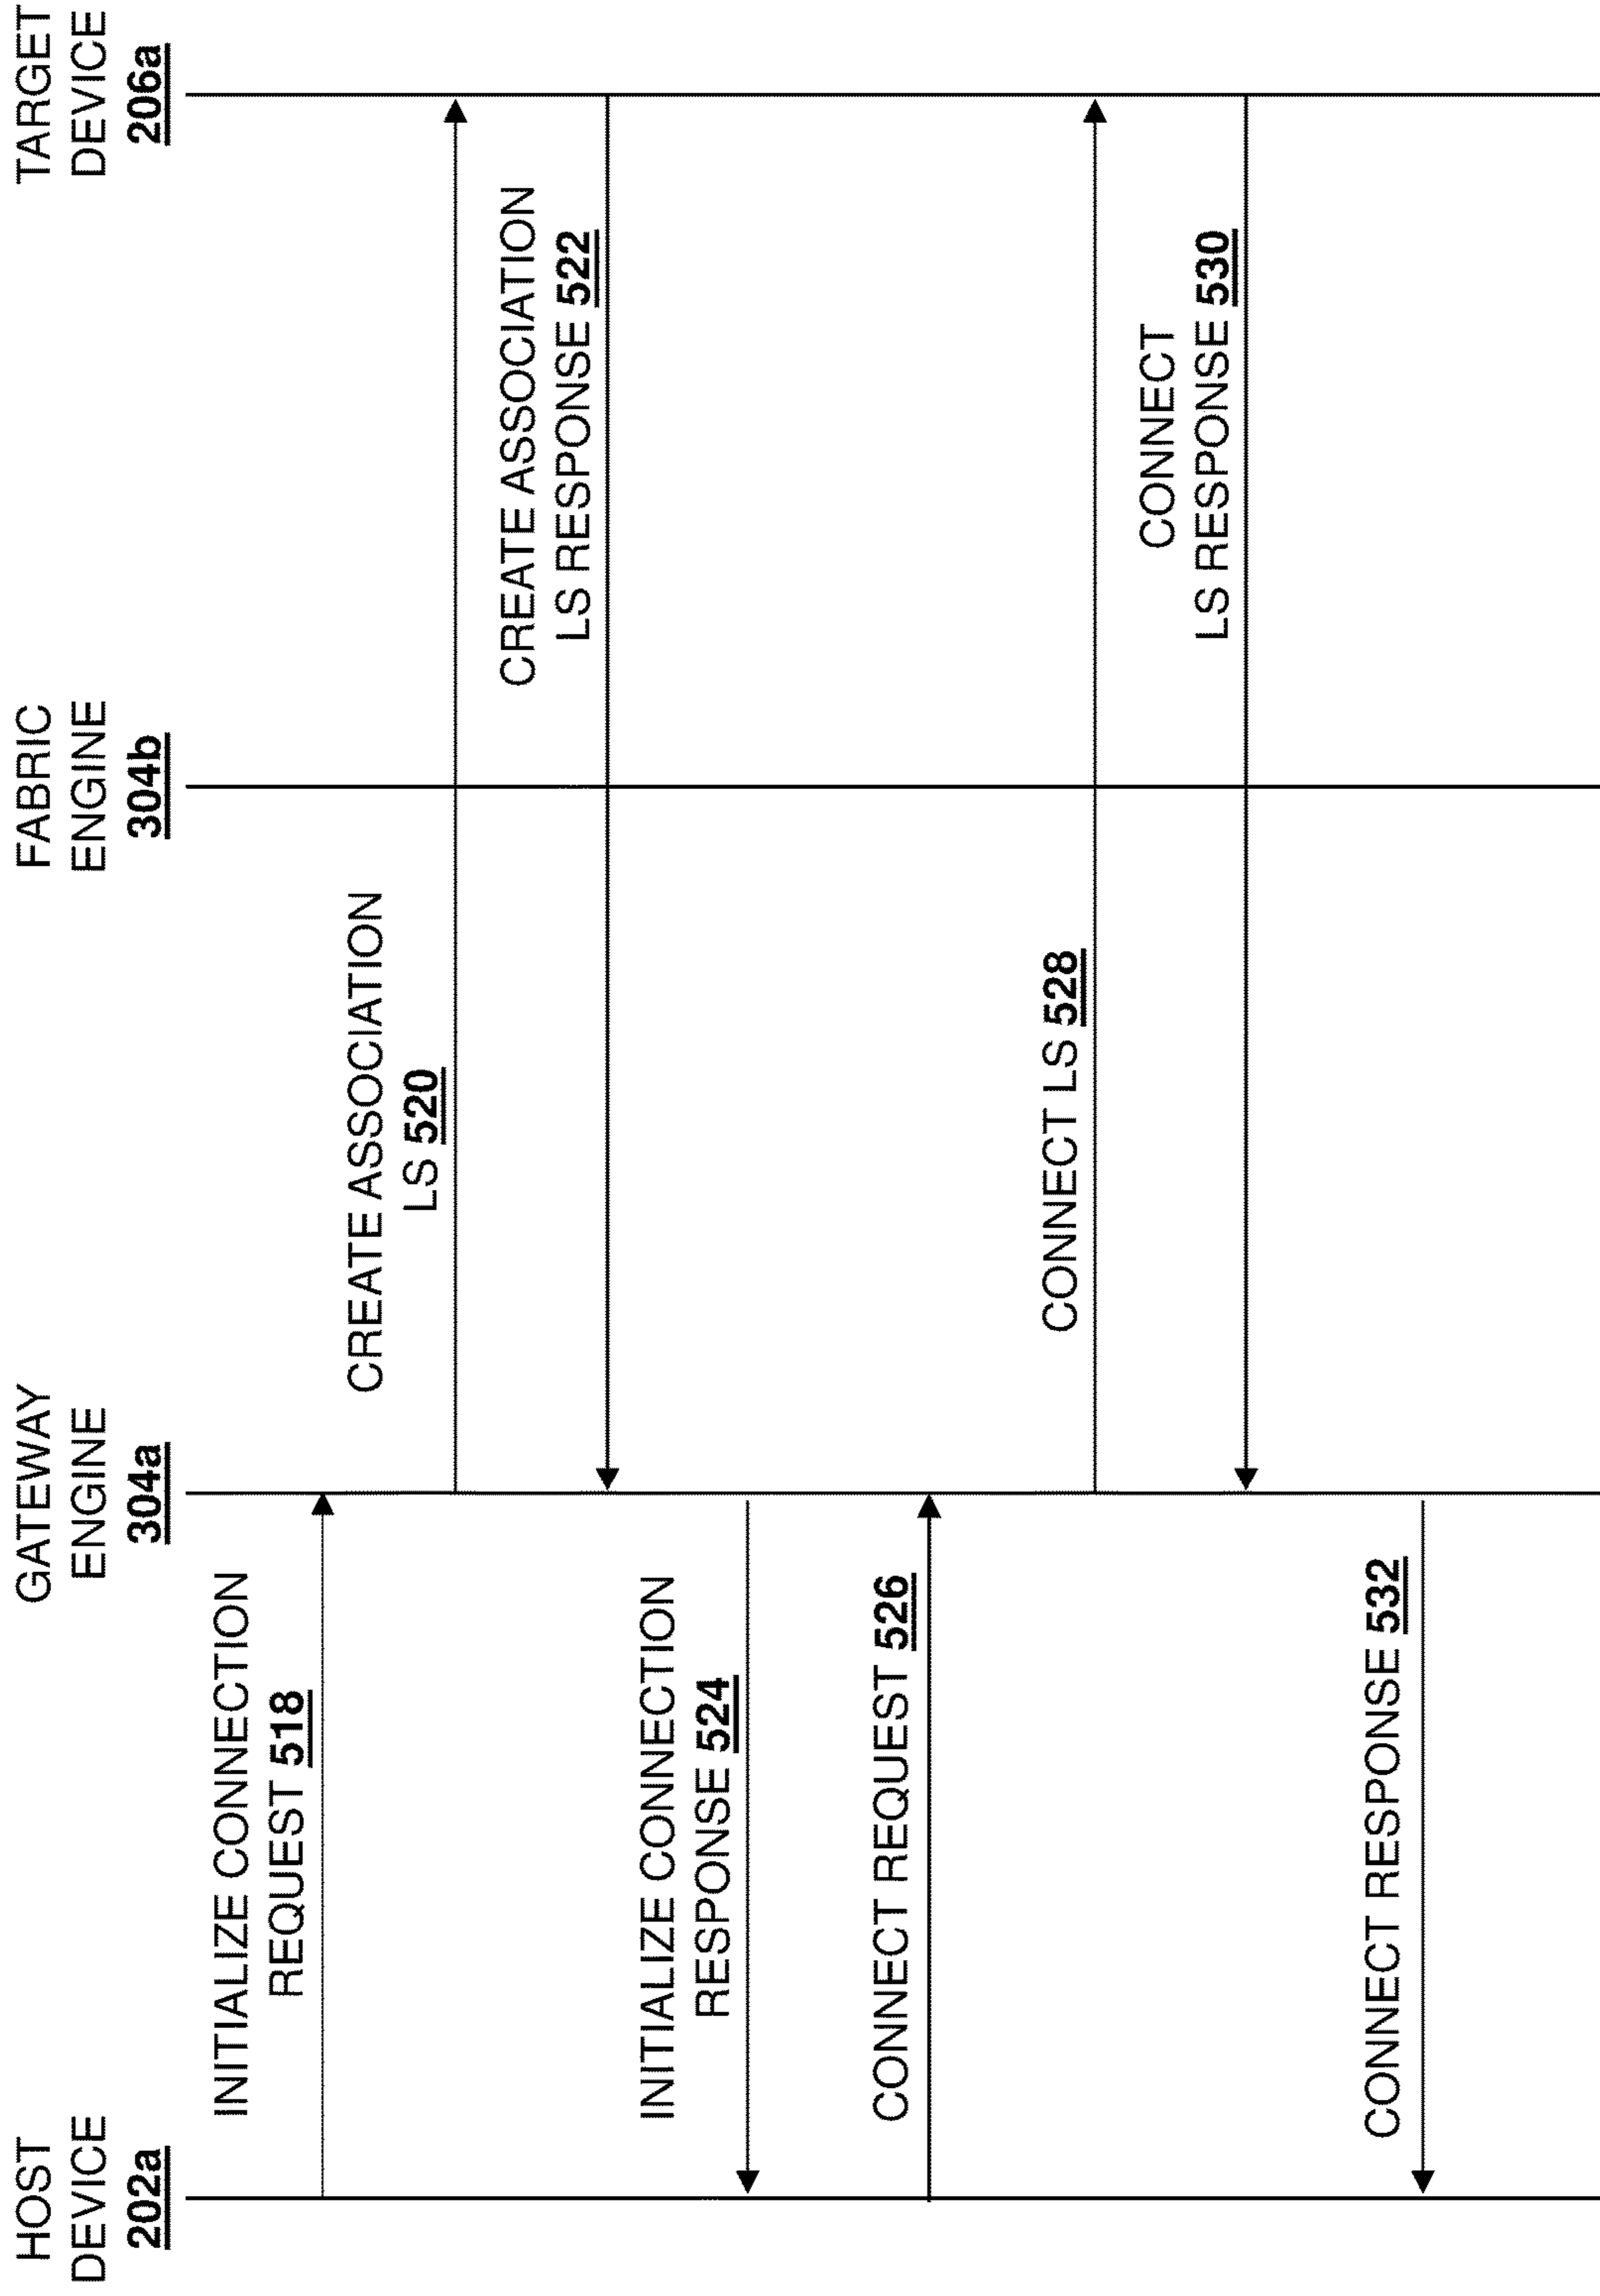 HOST
DEVICE
202a
GATEWAY
ENGINE
304a
FABRIC
ENGINE
304b
TARGET
DEVICE
206a
INITIALIZE CONNECTION
REQUEST 518
CREATE ASSOCIATION
LS 520
CREATE ASSOCIATION
LS RESPONSE 522
INITIALIZE CONNECTION
RESPONSE 524
CONNECT REQUEST 526
CONNECT LS 528
CONNECT
LS RESPONSE 530
CONNECT RESPONSE 532